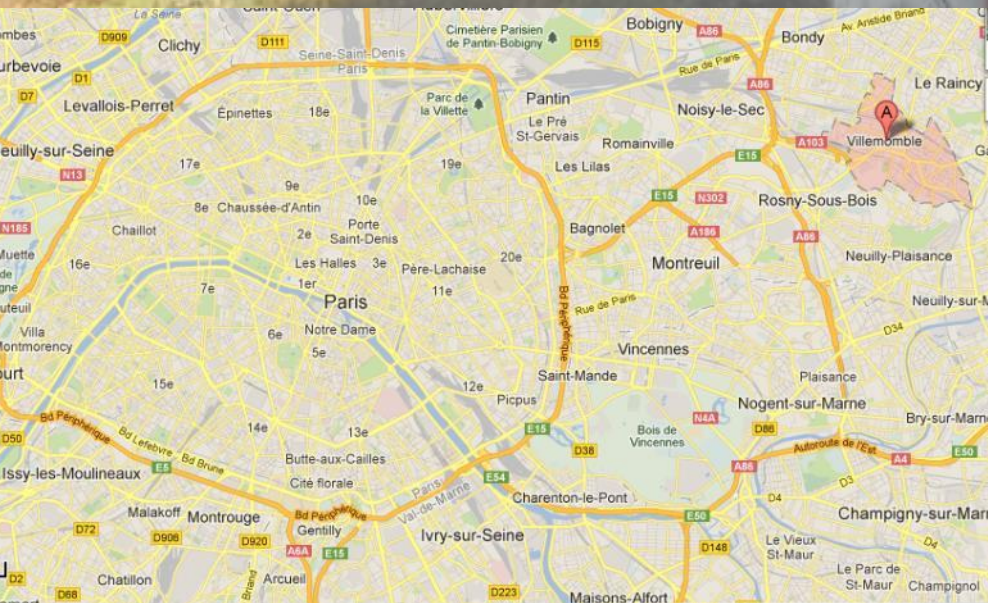 La Seine
Saint-Ouen
D909
Clichy
D111
Seine-Saint-Denis
Paris
Cimetière Parisien
de Pantin-Bobigny
D115
Bobigny
A86
Bondy
Av. Aristide Briand
D1
D7
Rue de Paris
A86
Le Raincy
Levallois-Perret
Épinettes
18e
Parc de
la Villette
Pantin
Noisy-le-Sec
A
Le Pré
St-Gervais
Romainville
A103
Villemomble
euilly-sur-Seine
17e
19e
Les Lilas
E15
N13
9e
10e
E15
N302
Rosny-Sous-Bois
8e
Chaussée-d'Antin
N185
Chaillot
2e
Porte
Saint-Denis
Bagnolet
A186
A86
16e
Les Halles
3e
Père-Lachaise
20e
Montreuil
Neuilly-Plaisance
7e
1er
11e
Paris
Bd Périphérique
Rue de Paris
Villa
Montmorency
6e
Notre Dame
5e
D34
Vincennes
15e
12e
Saint-Mande
Plaisance
Picpus
Nogent-sur-Marne
Bd Périphérique
14e
13e
E15
N4A
D86
Bry-sur-Marne
D50
Bd Lefebvre
Bd Brune
D38
Bois de
Vincennes
Autoroute de l'Est
A4
E50
Issy-les-Moulineaux
E5
Butte-aux-Cailles
A86
Cité florale
E54
D3
Paris
Val-de-Marne
Charenton-le-Pont
D4
Malakoff
Montrouge
Bd Périphérique
E50
Champigny-sur-Mar
D72
D906
D920
Gentilly
Ivry-sur-Seine
D148
Le Vieux
St-Maur
D4
A6A
E15
D2
Chatillon
Arcueil
Le Parc de
St-Maur
Champignol
D68
Briand
D223
Maisons-Alfort